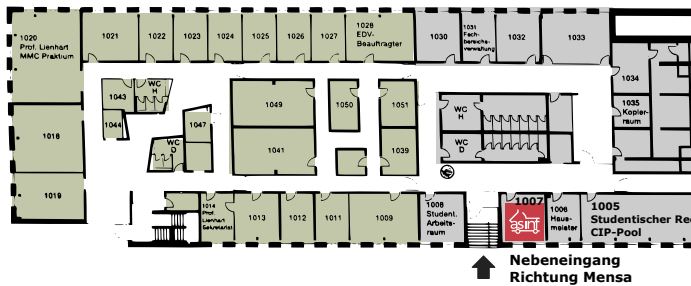 1020
Prof. Lienhart
MMC Praktium
1021
1022
1023
1024
1025
1026
1027
1028
EDV-
Beauftragter
1030
1031
Fach-
bereichs-
verwaltung
1032
1033
1034
1035
Kopier-
raum
1043
WC
H
1044
1047
WC
D
1049
1041
1050
1051
1039
WC
H
WC
D
1018
1019
1014
Prof.
Lienhart
Sekretariat
1013
1012
1011
1009
1008
Student.
Arbeits-
raum
1007
asinf
1006
Haus-
meister
1005
Studentischer Rec
CIP-Pool
Nebeneingang
Richtung Mensa